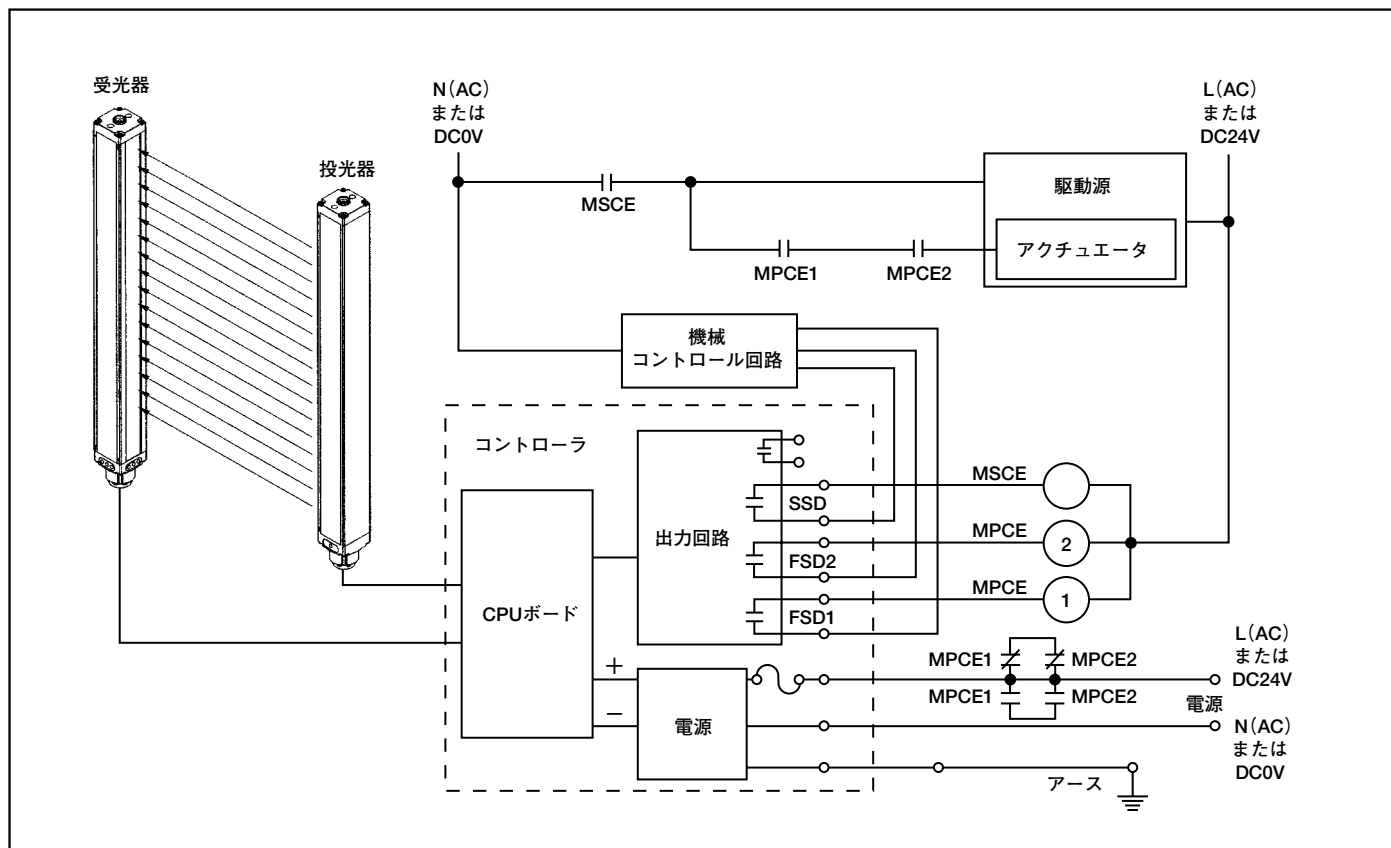 受光器
投光器
N(AC)
または
DC0V
L(AC)
または
DC24V
MSCE
駆動源
アクチュエータ
MPCE1
MPCE2
機械
コントロール回路
コントローラ
CPUボード
出力回路
SSD
FSD2
FSD1
MSCE
MPCE
2
MPCE
1
+
−
電源
MPCE1
MPCE2
MPCE1
MPCE2
L(AC)
または
DC24V
電源
N(AC)
または
DC0V
アース